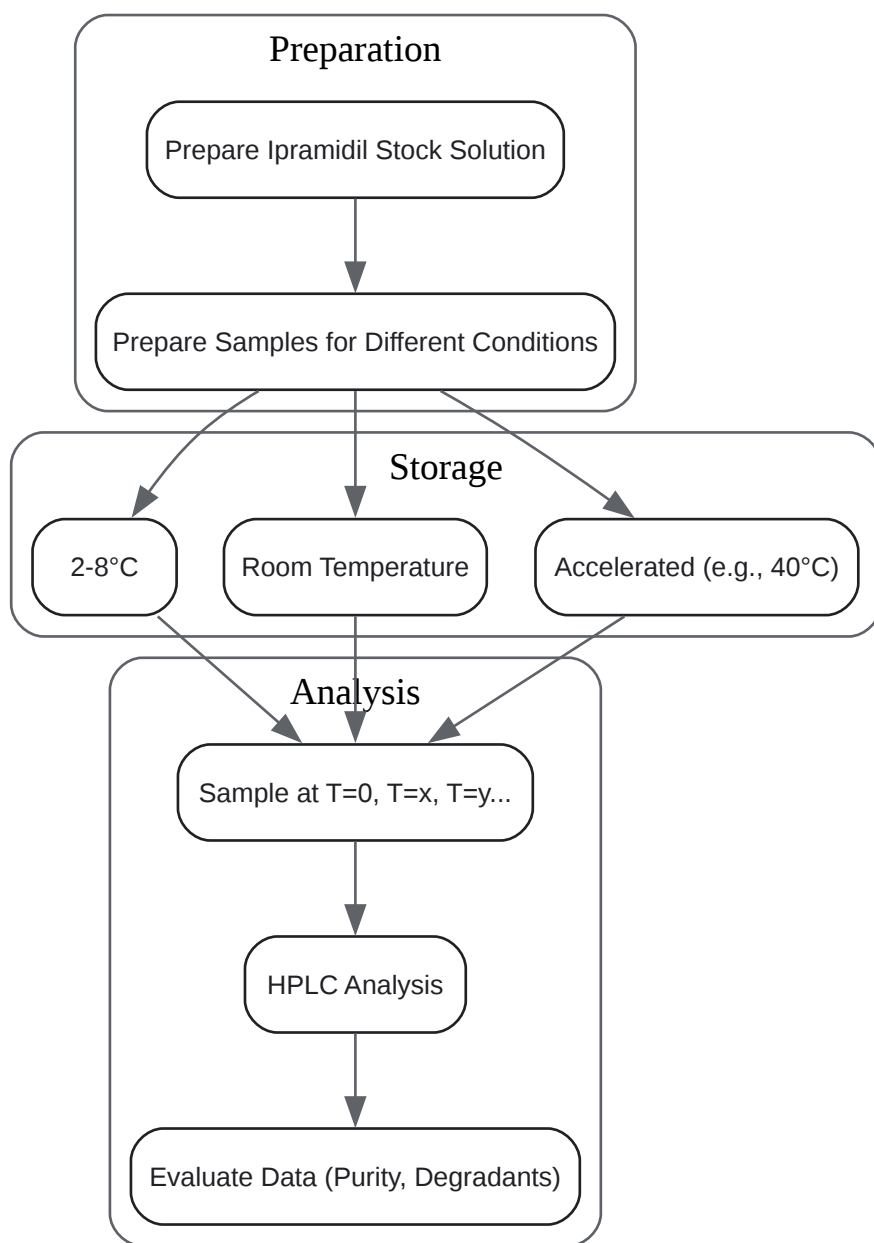 Preparation
Prepare Ipramidil Stock Solution
Prepare Samples for Different Conditions
Storage
2-8°C
Room Temperature
Accelerated (e.g., 40°C)
Analysis
Sample at T=0, T=x, T=y...
HPLC Analysis
Evaluate Data (Purity, Degradants)